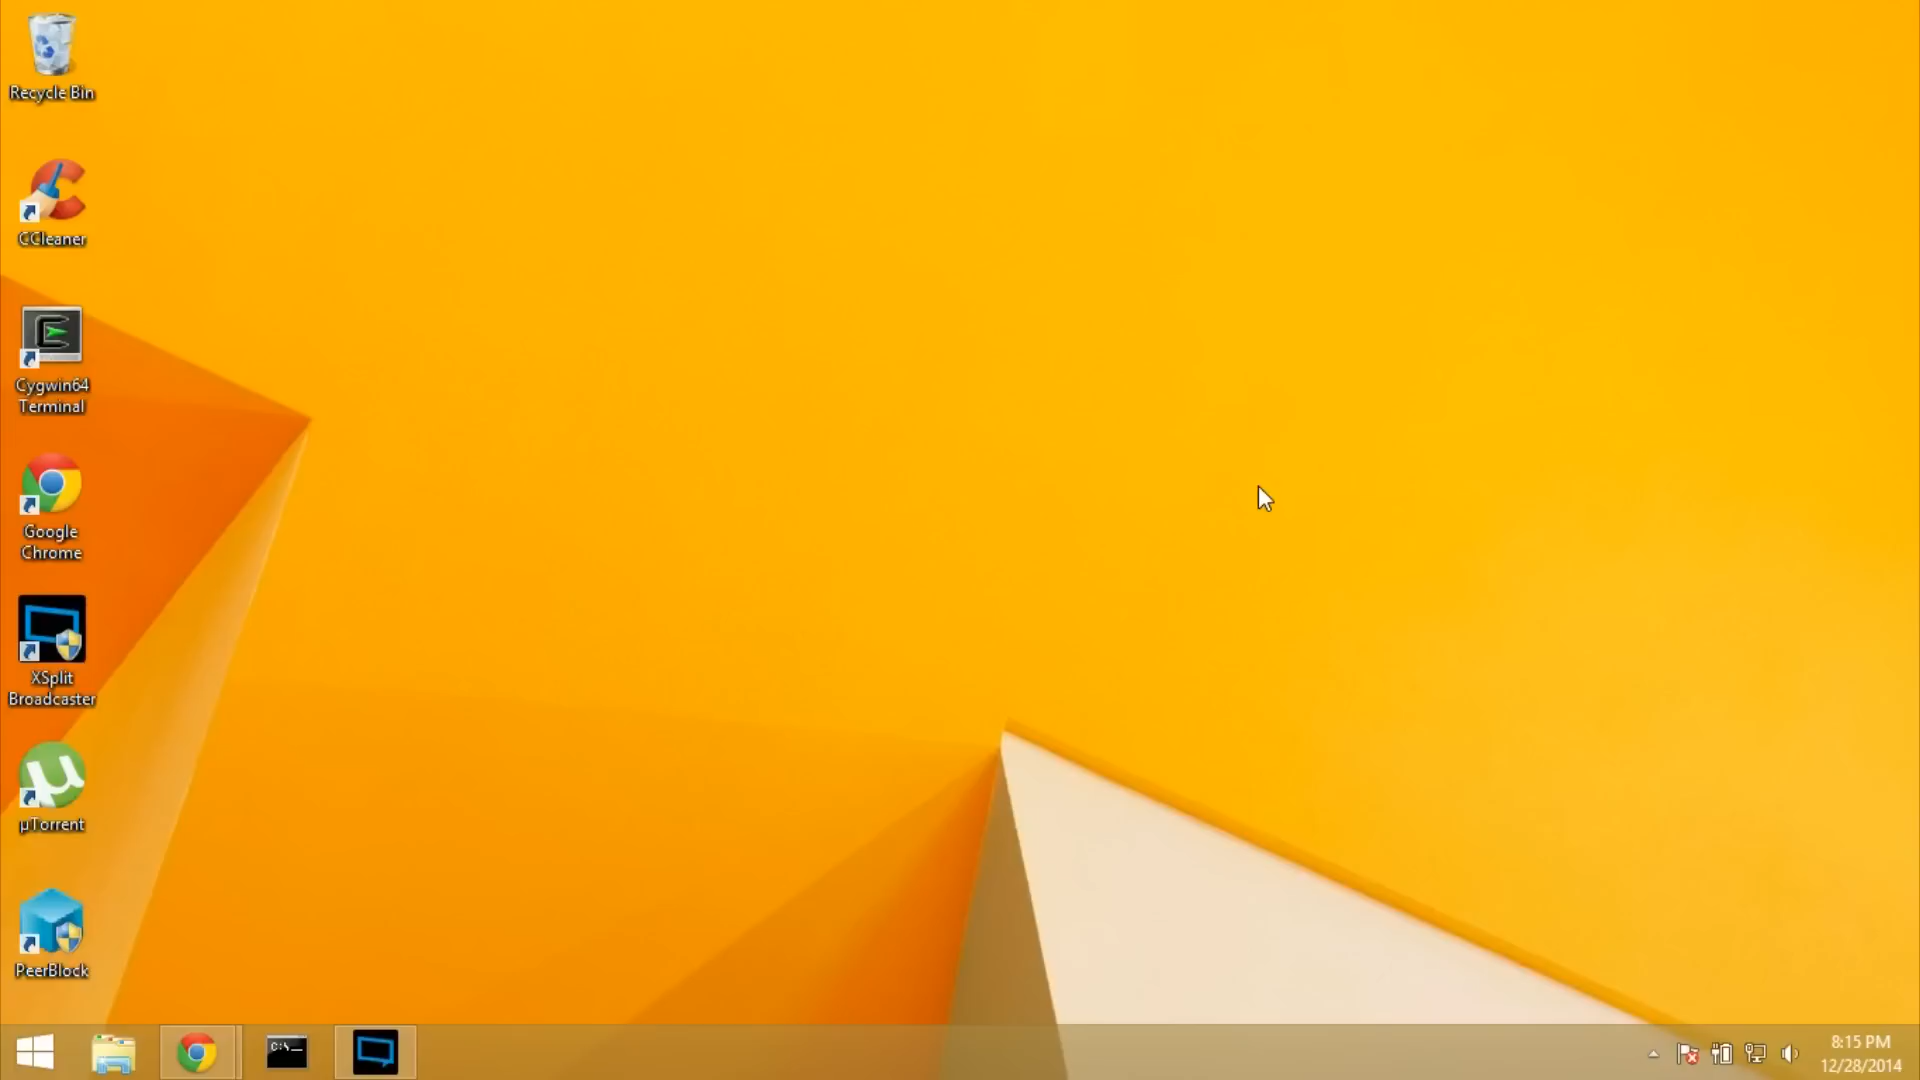 Recycle Bin
CCleaner
Cygwin64
Terminal
Google
Chrome
XSplit
Broadcaster
µ
µTorrent
PeerBlock
C:\_
8:15 PM
12/28/2014